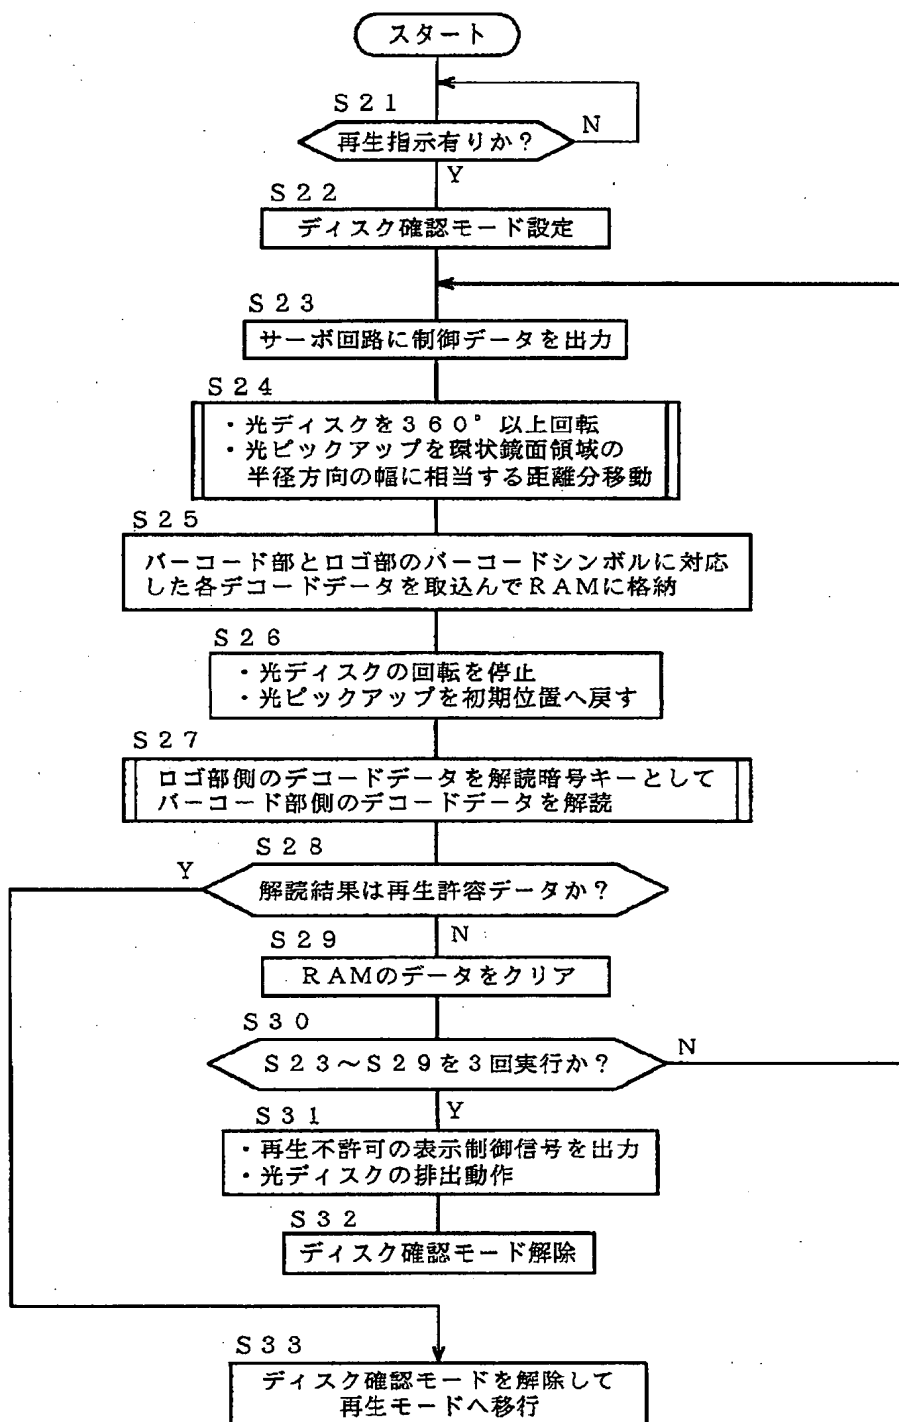 スタート
S21
再生指示有りか？
N
Y
S22
ディスク確認モード設定
S23
サーボ回路に制御データを出力
S24
・光ディスクを３６０°以上回転
・光ピックアップを環状鏡面領域の
半径方向の幅に相当する距離分移動
S25
バーコード部とロゴ部のバーコードシンボルに対応
した各デコードデータを取込んでRAMに格納
S26
・光ディスクの回転を停止
・光ピックアップを初期位置へ戻す
S27
ロゴ部側のデコードデータを解読暗号キーとして
バーコード部側のデコードデータを解読
S28
Y
解読結果は再生許容データか？
N
S29
RAMのデータをクリア
S30
S23～S29を3回実行か？
N
Y
S31
・再生不許可の表示制御信号を出力
・光ディスクの排出動作
S32
ディスク確認モード解除
S33
ディスク確認モードを解除して
再生モードへ移行